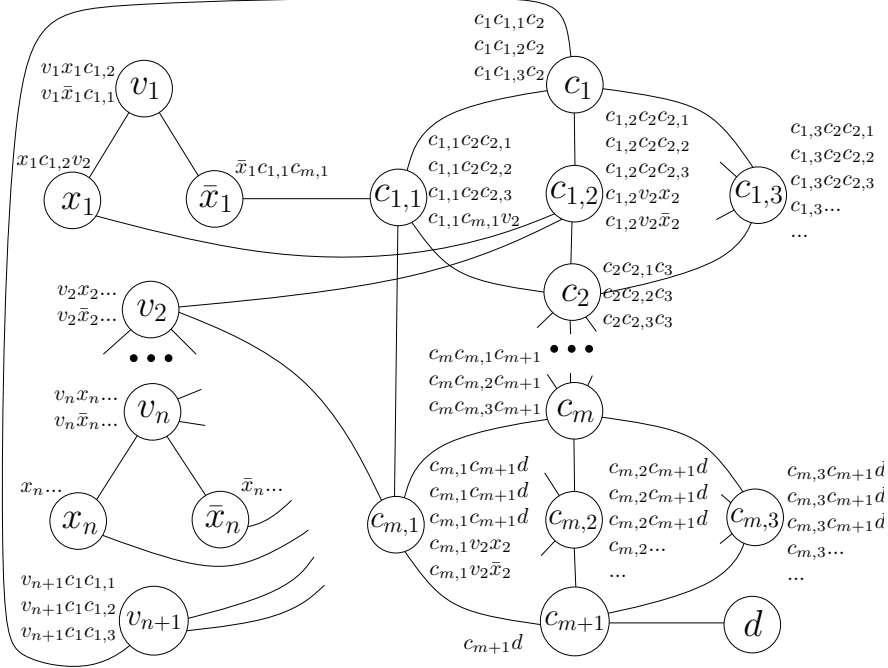 c₁c₁,₁c₂
c₁c₁,₂c₂
c₁c₁,₃c₂
c₁
v₁x₁c₁,₂
v₁x̄₁c₁,₁
v₁
x₁c₁,₂v₂
x₁
x̄₁c₁,₁cₘ,₁
x̄₁
c₁,₁
c₁,₁c₂c₂,₁
c₁,₁c₂c₂,₂
c₁,₁c₂c₂,₃
c₁,₁cₘ,₁v₂
c₁,₂
c₁,₂c₂c₂,₁
c₁,₂c₂c₂,₂
c₁,₂c₂c₂,₃
c₁,₂v₂x₂
c₁,₂v₂x̄₂
c₁,₃
c₁,₃c₂c₂,₁
c₁,₃c₂c₂,₂
c₁,₃c₂c₂,₃
c₁,₃...
...
v₂x₂...
v₂x̄₂...
v₂
c₂
c₂c₂,₁c₃
c₂c₂,₂c₃
c₂c₂,₃c₃
cₘcₘ,₁cₘ₊₁
cₘcₘ,₂cₘ₊₁
cₘcₘ,₃cₘ₊₁
cₘ
vₙxₙ...
vₙx̄ₙ...
vₙ
xₙ...
xₙ
x̄ₙ...
x̄ₙ
cₘ,₁
cₘ,₁cₘ₊₁d
cₘ,₁cₘ₊₁d
cₘ,₁cₘ₊₁d
cₘ,₁v₂x₂
cₘ,₁v₂x̄₂
cₘ,₂
cₘ,₂cₘ₊₁d
cₘ,₂cₘ₊₁d
cₘ,₂cₘ₊₁d
cₘ,₂...
...
cₘ,₃
cₘ,₃cₘ₊₁d
cₘ,₃cₘ₊₁d
cₘ,₃cₘ₊₁d
cₘ,₃...
...
vₙ₊₁c₁c₁,₁
vₙ₊₁c₁c₁,₂
vₙ₊₁c₁c₁,₃
vₙ₊₁
cₘ₊₁d
cₘ₊₁
d